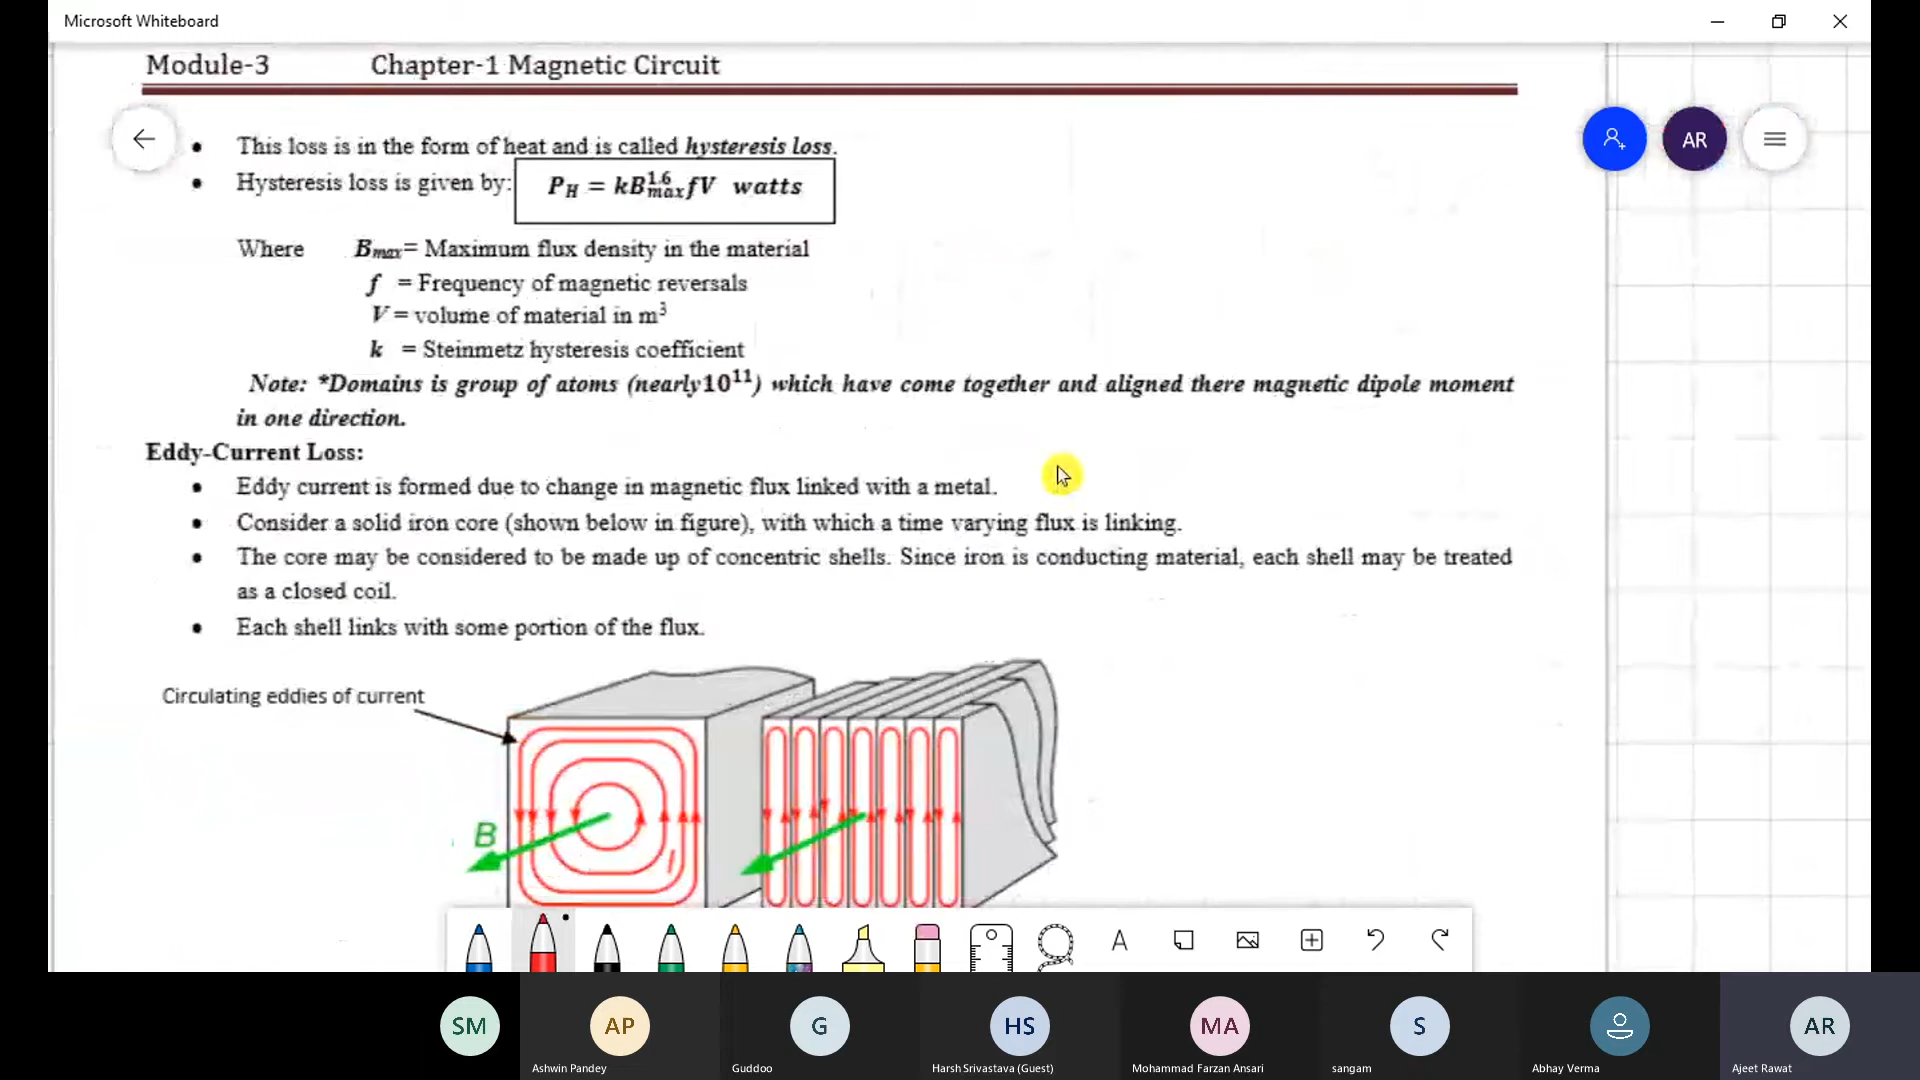 Microsoft Whiteboard
Module-3 Chapter-1 Magnetic Circuit
• This loss is in the form of heat and is called hysteresis loss.
• Hysteresis loss is given by: P_H = kB_max^1.6 fV watts
Where B_max= Maximum flux density in the material
f = Frequency of magnetic reversals
V = volume of material in m³
k = Steinmetz hysteresis coefficient
Note: *Domains is group of atoms (nearly10¹¹) which have come together and aligned there magnetic dipole moment
in one direction.
Eddy-Current Loss:
• Eddy current is formed due to change in magnetic flux linked with a metal.
• Consider a solid iron core (shown below in figure), with which a time varying flux is linking.
• The core may be considered to be made up of concentric shells. Since iron is conducting material, each shell may be treated
as a closed coil.
• Each shell links with some portion of the flux.
Circulating eddies of current
B
AR
A
SM AP G HS MA S AR
Ashwin Pandey Guddoo Harsh Srivastava (Guest) Mohammad Farzan Ansari sangam Abhay Verma Ajeet Rawat